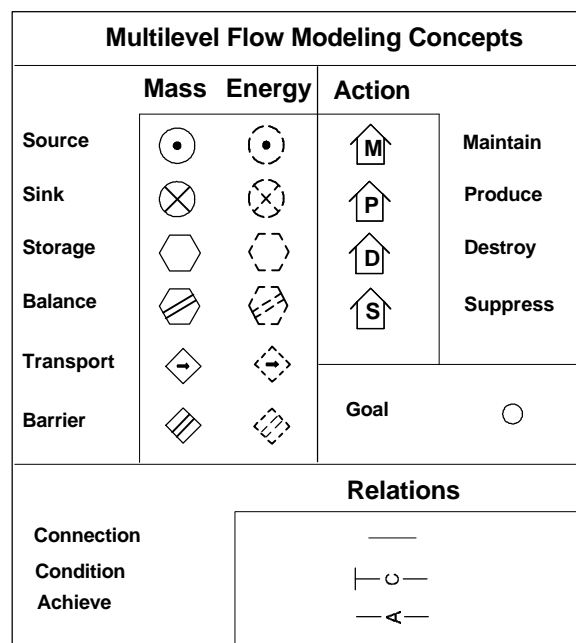 Multilevel Flow Modeling Concepts
Mass Energy Action
Source M Maintain
Sink P Produce
Storage D Destroy
Balance S Suppress
Transport
Barrier
Goal
Relations
Connection
Condition C
Achieve A